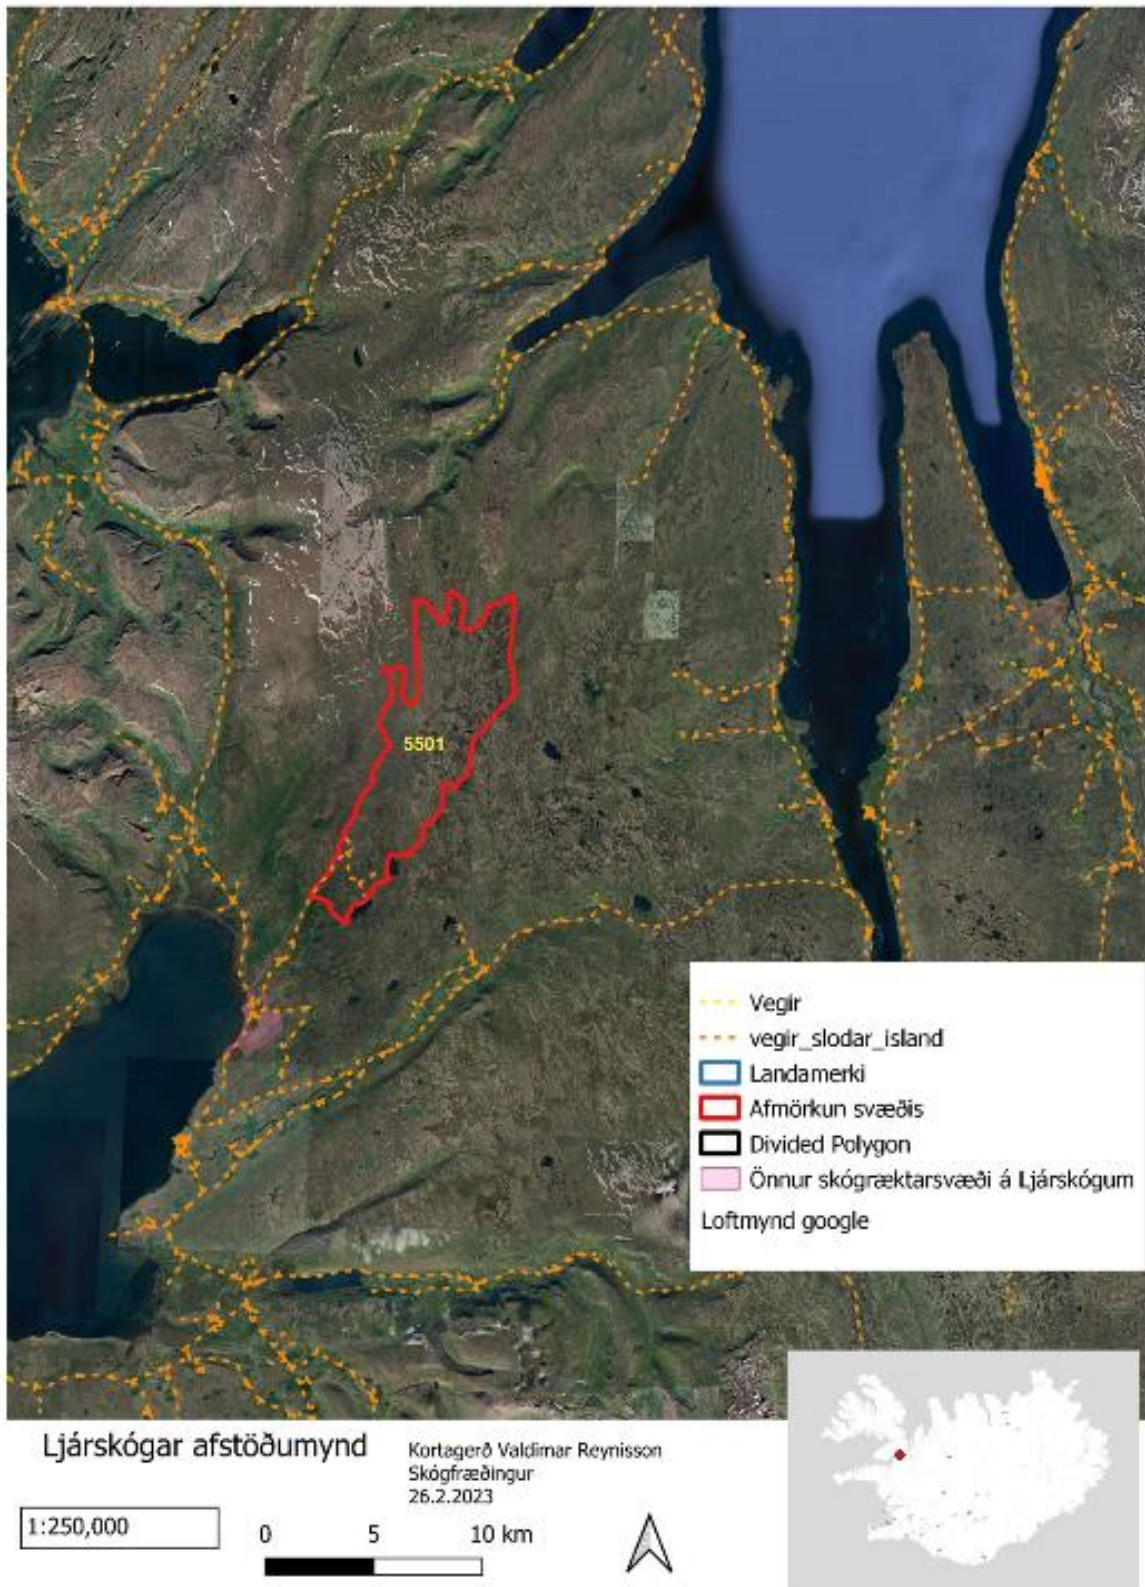 5501
Vegir
vegir_slodar_island
Landamerki
Afmörkun svæðis
Divided Polygon
Önnur skógræktarsvæði á Ljárskógum
Loftmynd google
Ljárskógar afstöðumynd
Kortagerð Valdimar Reynisson
Skógfræðingur
26.2.2023
1:250,000
0 5 10 km